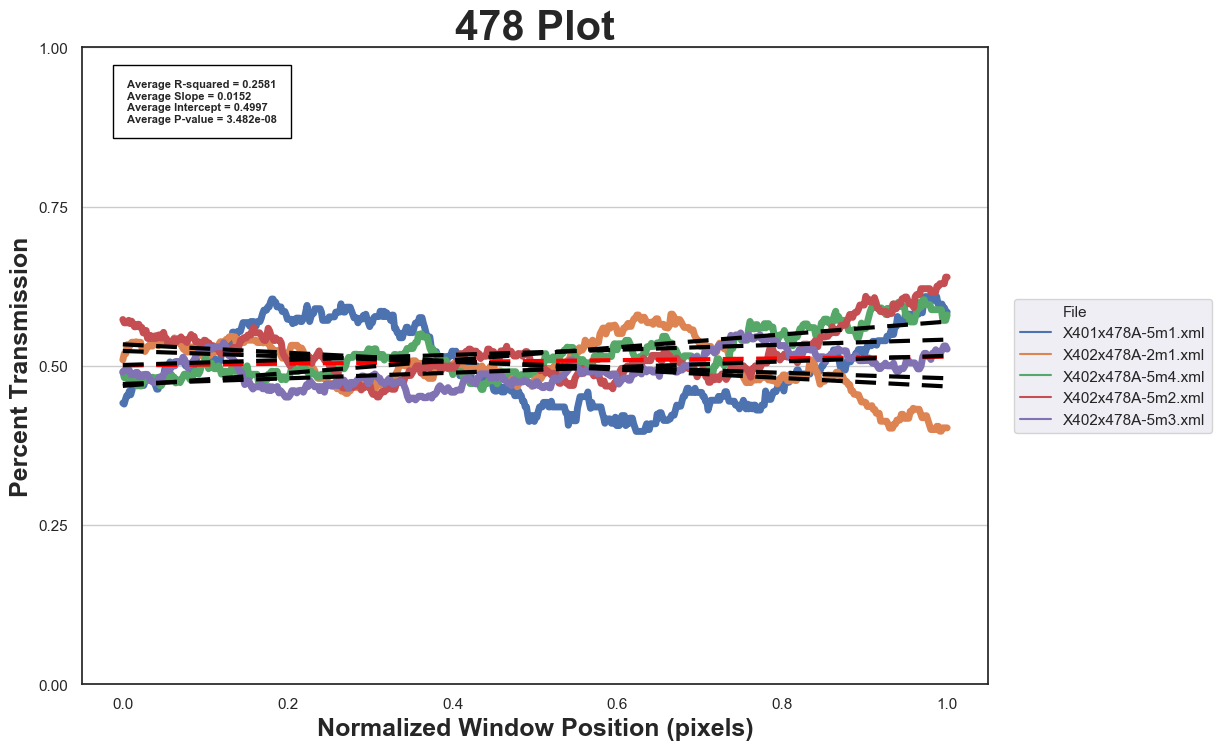 478 Plot
1.00
Average R-squared = 0.2581
Average Slope = 0.0152
Average Intercept = 0.4997
Average P-value = 3.482e-08
0.75
0.50
0.25
0.00
Percent Transmission
0.0 0.2 0.4 0.6 0.8 1.0
Normalized Window Position (pixels)
File
X401x478A-5m1.xml
X402x478A-2m1.xml
X402x478A-5m4.xml
X402x478A-5m2.xml
X402x478A-5m3.xml